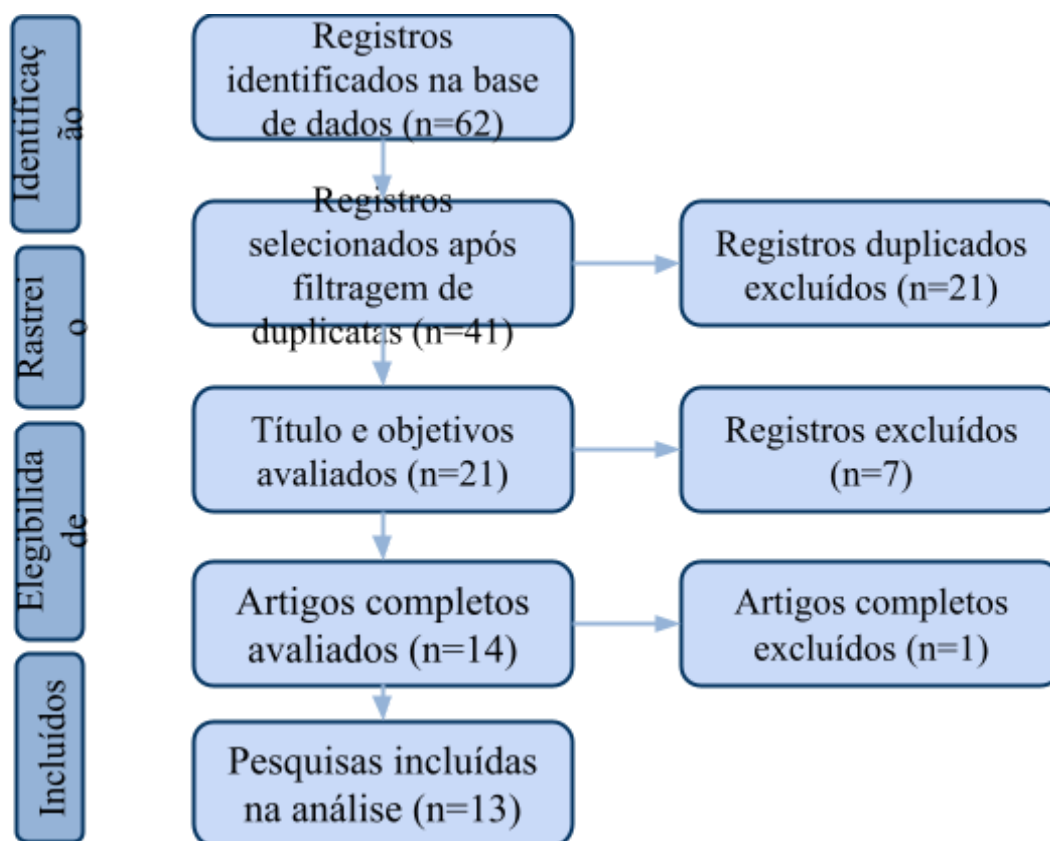 Identificaç
ão
Registros
identificados na base
de dados (n=62)
Rastrei
o
Registros
selecionados após
filtragem de
duplicatas (n=41)
Registros duplicados
excluídos (n=21)
Elegibilida
de
Título e objetivos
avaliados (n=21)
Registros excluídos
(n=7)
Artigos completos
avaliados (n=14)
Artigos completos
excluídos (n=1)
Incluídos
Pesquisas incluídas
na análise (n=13)